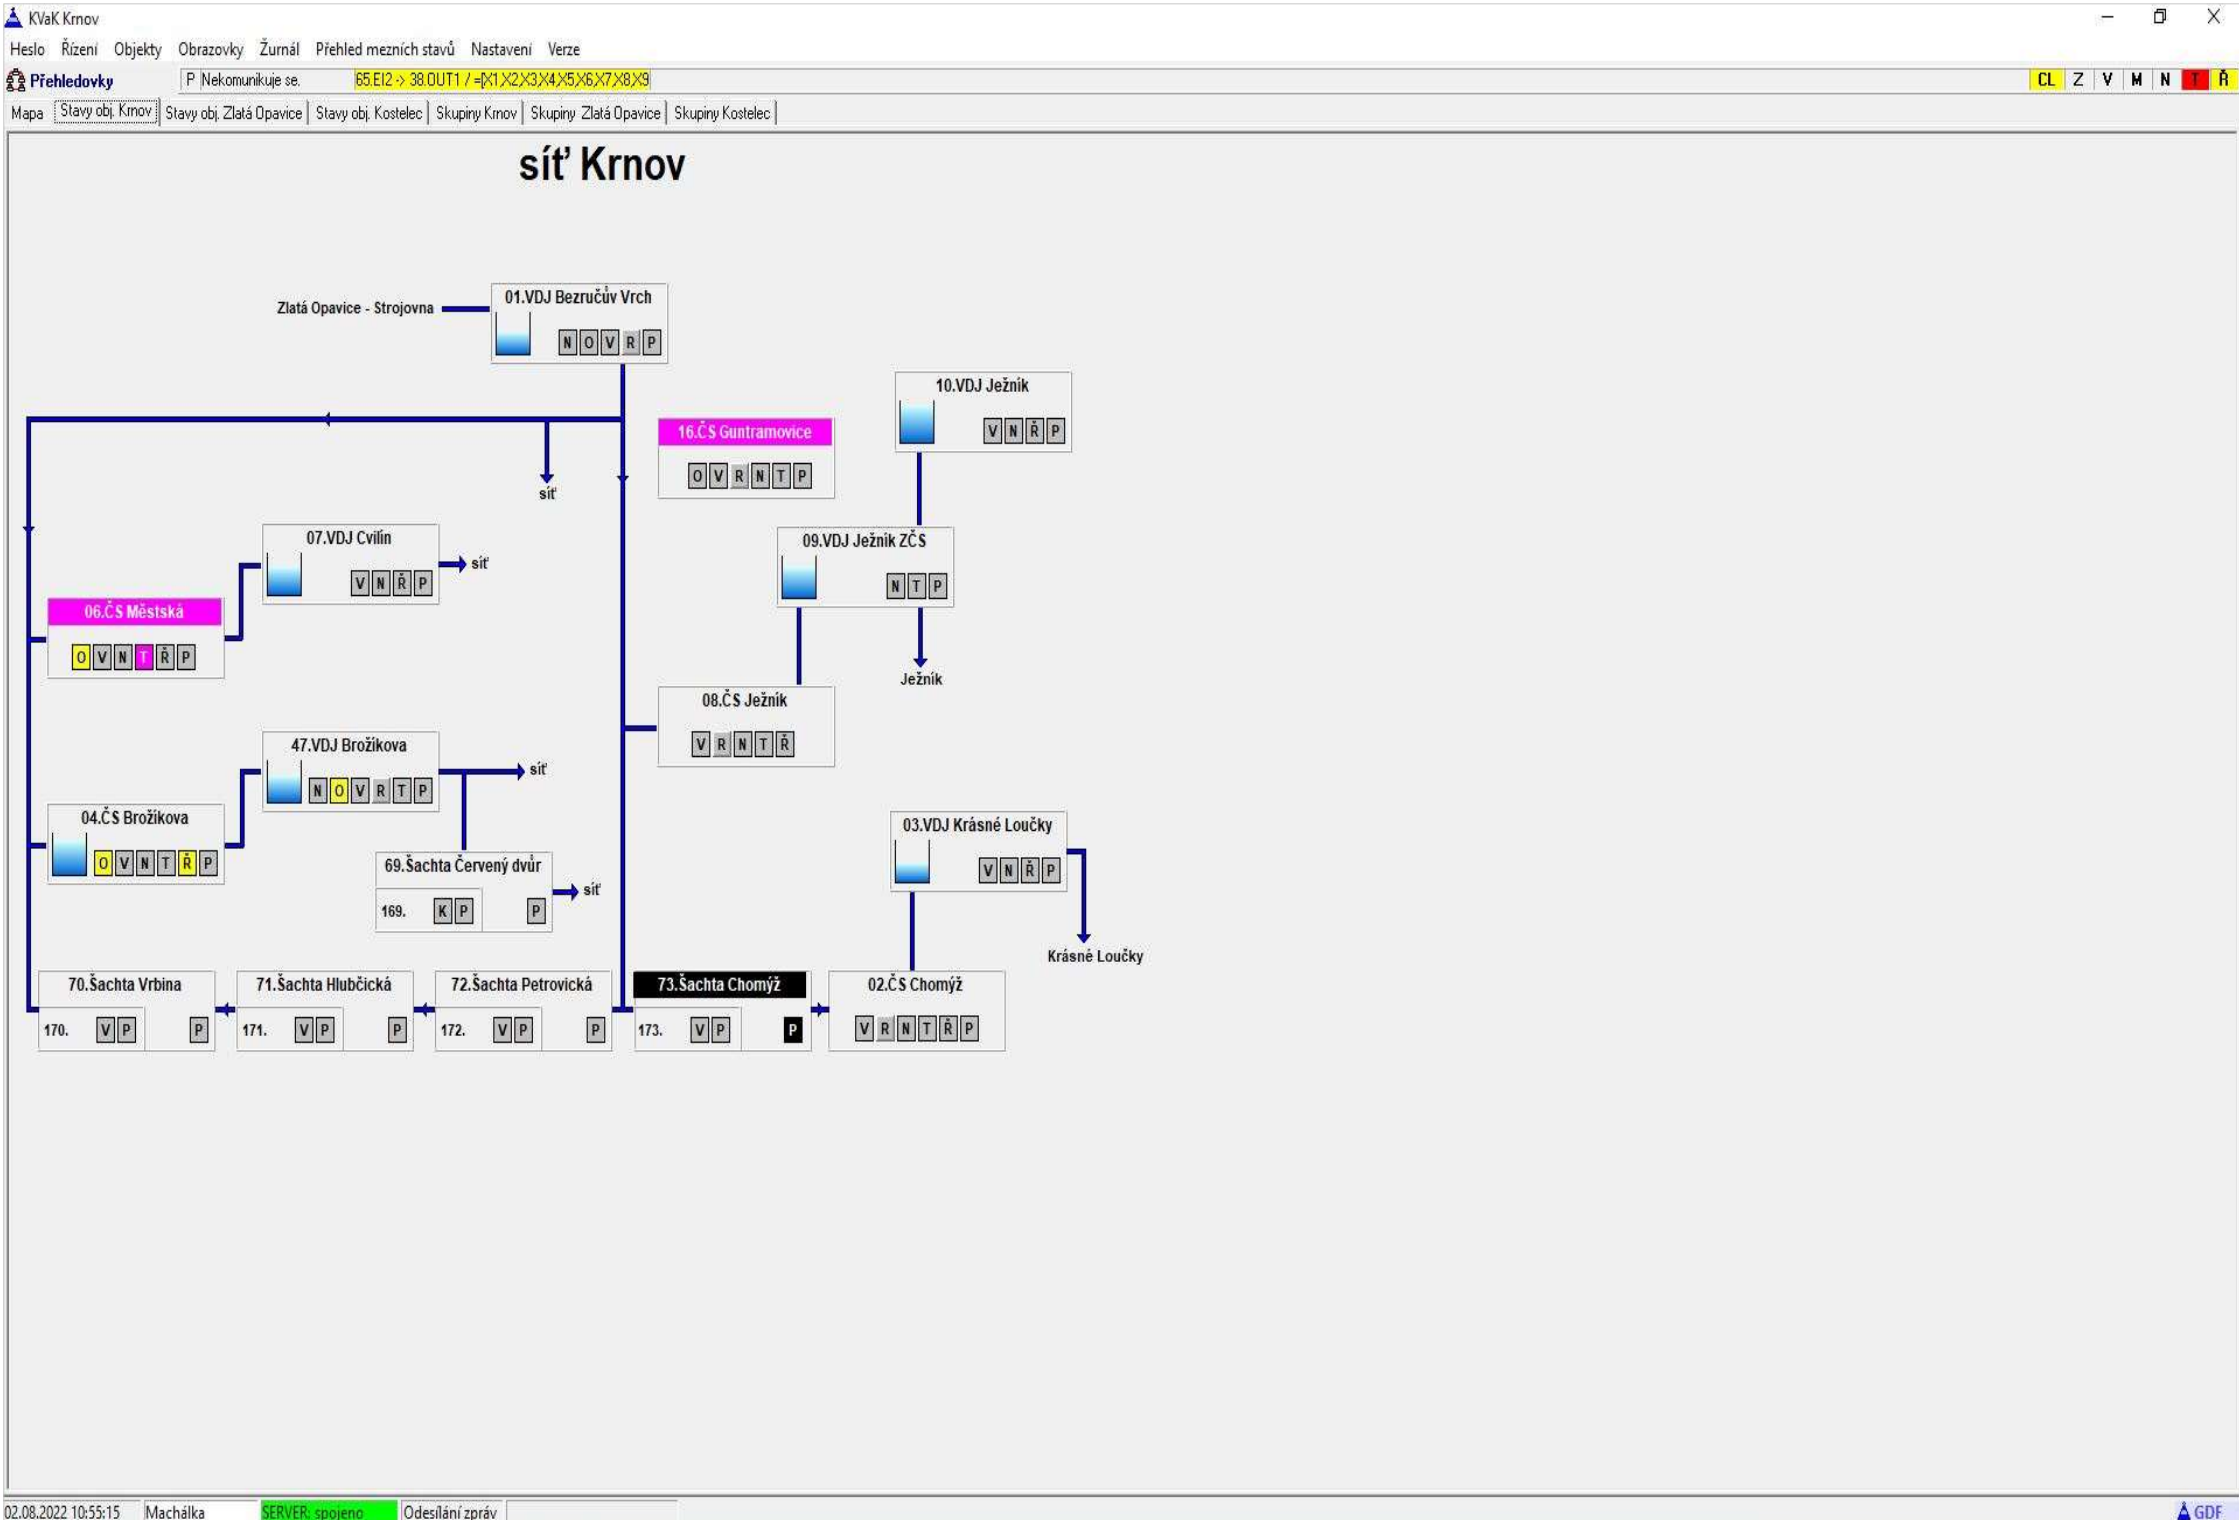 KVaK Krnov
Heslo Řízení Objekty Obrazovky Žurnál Přehled mezních stavů Nastavení Verze
Přehledovky P Nekomunikuje se. 65.EI2 -> 38.OUT1 / =[X1,X2,X3,X4,X5,X6,X7,X8,X9 CL Z V M N T Ř
Mapa Stavy obj. Krnov Stavy obj. Zlatá Opavice Stavy obj. Kostelec Skupiny Krnov Skupiny Zlatá Opavice Skupiny Kostelec
síť Krnov
01.VDJ Bezručův Vrch
Zlatá Opavice - Strojovna
N O V R P
10.VDJ Ježník
V N Ř P
16.ČS Guntramovice
O V R N T P
síť
07.VDJ Cvilín
síť
V N Ř P
09.VDJ Ježník ZČS
N T P
06.ČS Městská
O V N T Ř P
Ježník
08.ČS Ježník
V R N T Ř
47.VDJ Brožíkova
síť
N O V R T P
04.ČS Brožíkova
O V N T Ř P
03.VDJ Krásné Loučky
V N Ř P
69.Šachta Červený dvůr
síť
169. K P P
Krásné Loučky
70.Šachta Vrbina
170. V P P
71.Šachta Hlubčická
171. V P P
72.Šachta Petrovická
172. V P P
73.Šachta Chomýž
173. V P P
02.ČS Chomýž
V R N T Ř P
02.08.2022 10:55:15 Machálka SERVER: spojeno Odesílání zpráv GDF